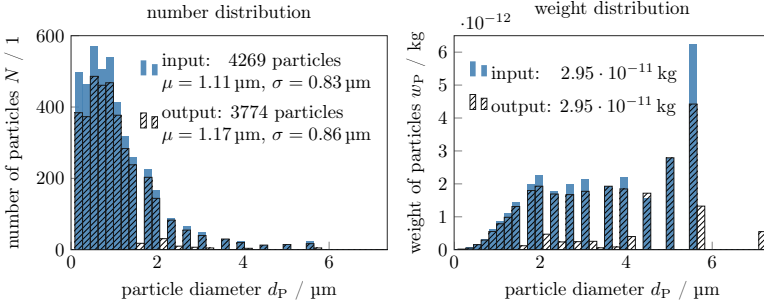 number distribution
number of particles N / 1
600
400
200
0
input: 4269 particles
μ = 1.11 µm, σ = 0.83 µm
output: 3774 particles
μ = 1.17 µm, σ = 0.86 µm
0 2 4 6
particle diameter dP / µm
weight distribution
·10−12
weight of particles wP / kg
6
5
4
3
2
1
0
input: 2.95 · 10−11 kg
output: 2.95 · 10−11 kg
0 2 4 6
particle diameter dP / µm